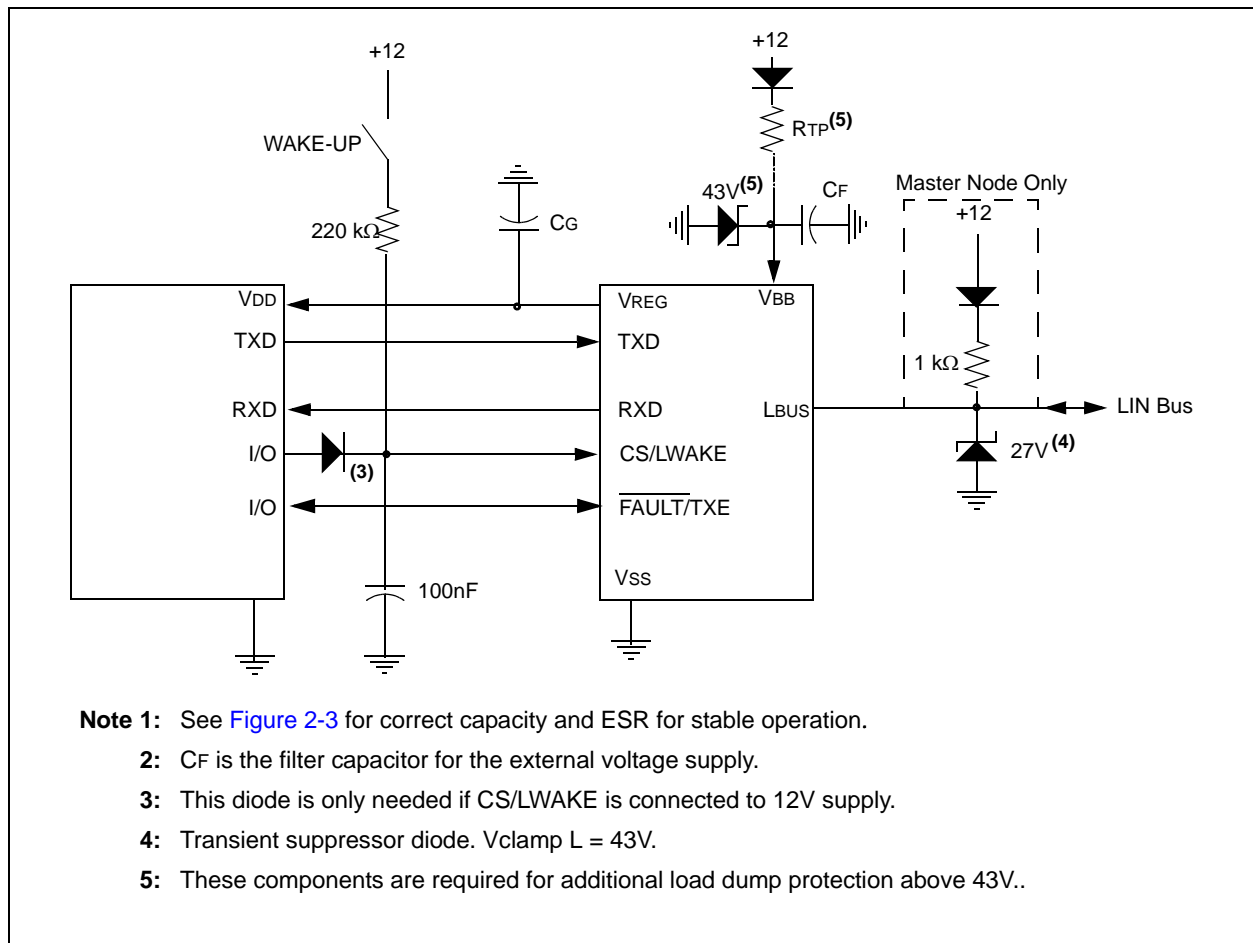 +12
+12
WAKE-UP
RTP(5)
43V(5)
CF
Master Node Only
+12
220 kΩ
CG
VDD
VREG
VBB
TXD
TXD
1 kΩ
RXD
RXD
LBUS
LIN Bus
I/O
(3)
CS/LWAKE
27V(4)
I/O
FAULT/TXE
VSS
100nF
Note 1: See Figure 2-3 for correct capacity and ESR for stable operation.
2: CF is the filter capacitor for the external voltage supply.
3: This diode is only needed if CS/LWAKE is connected to 12V supply.
4: Transient suppressor diode. Vclamp L = 43V.
5: These components are required for additional load dump protection above 43V..